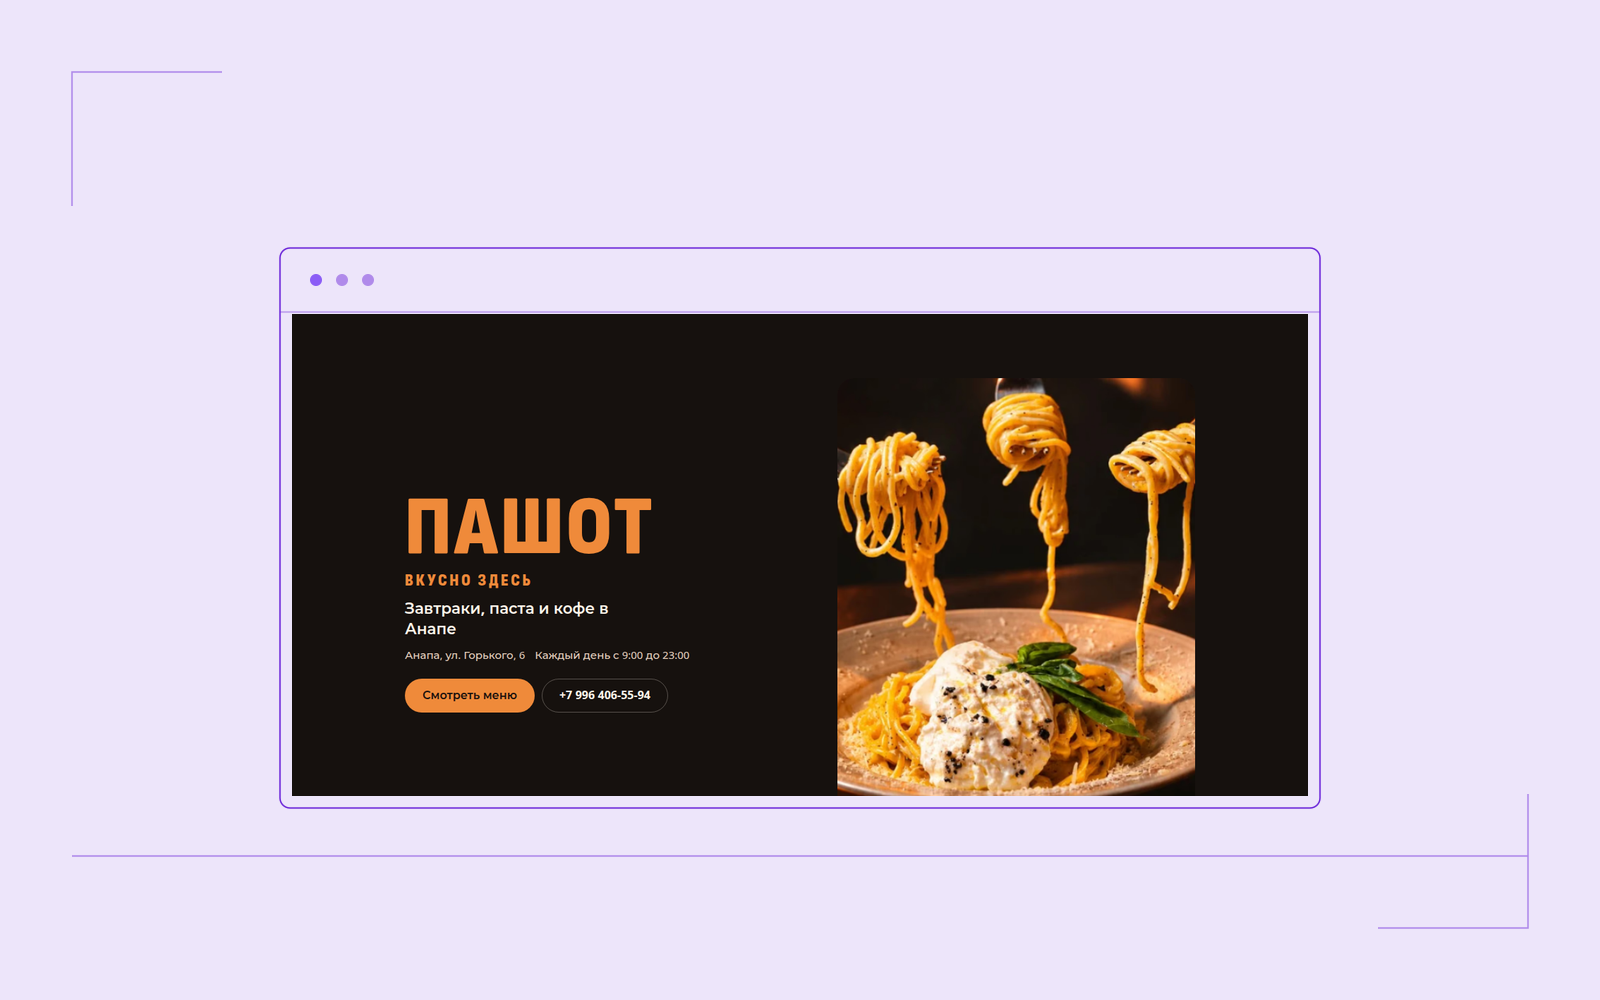 ПАШОТ
ВКУСНО ЗДЕСЬ
Завтраки, паста и кофе в
Анапе
Анапа, ул. Горького, 6 Каждый день с 9:00 до 23:00
Смотреть меню +7 996 406-55-94